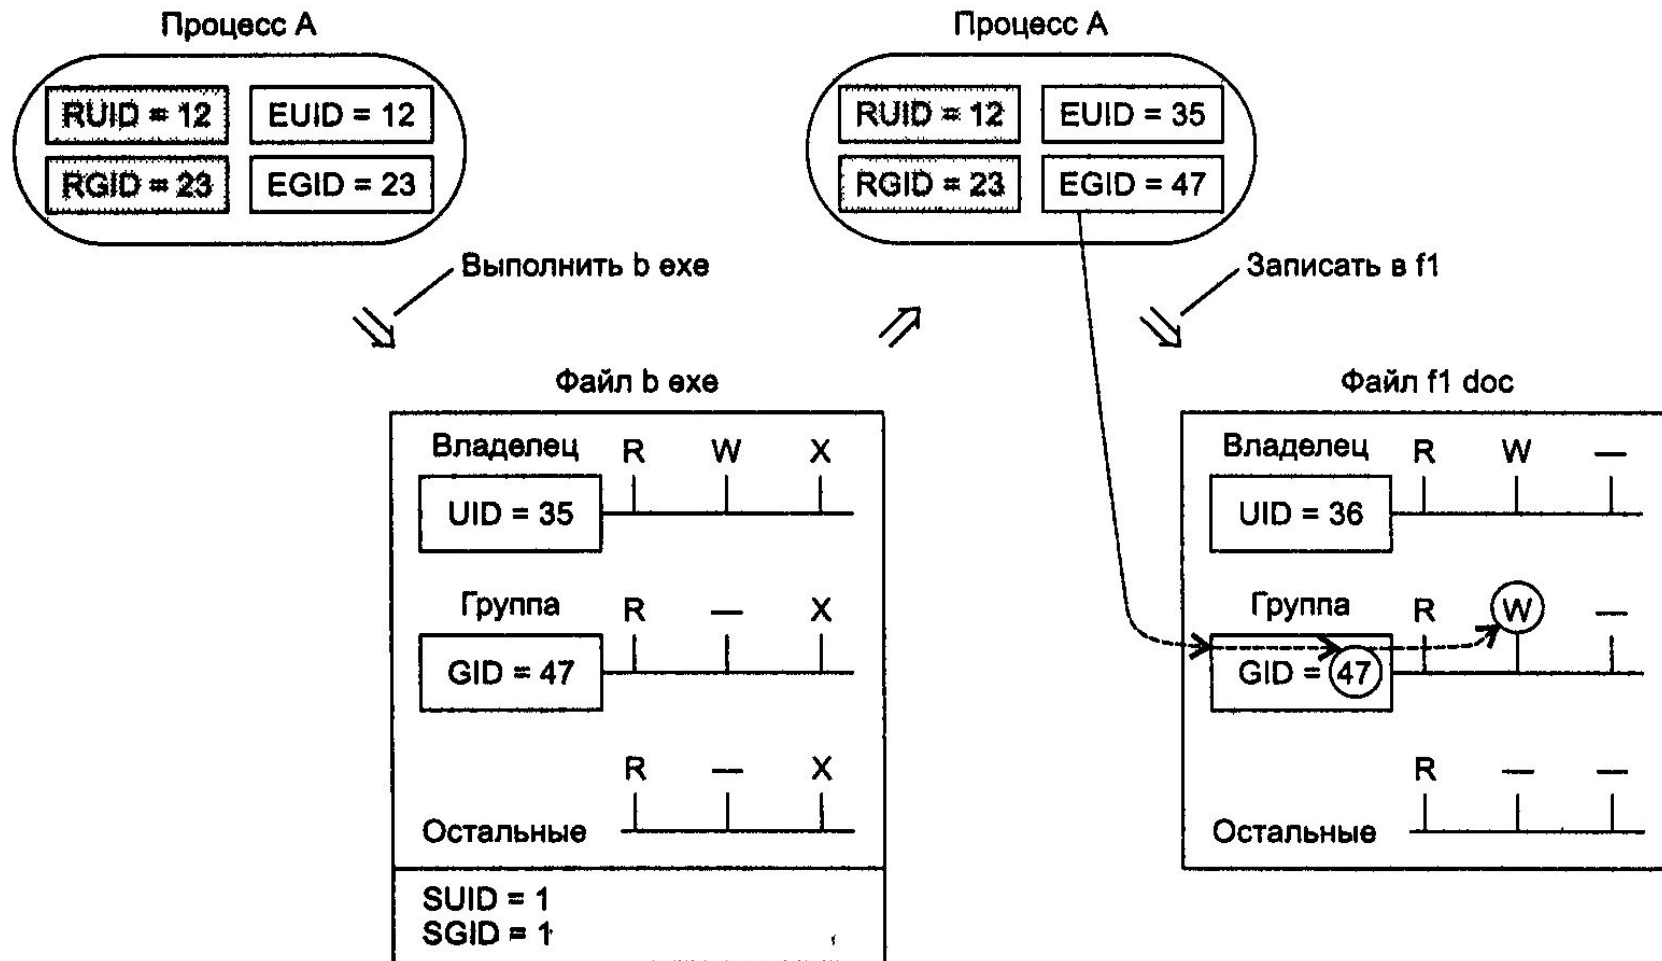 Процесс А
Процесс А
RUID = 12 EUID = 12
RGID = 23 EGID = 23
RUID = 12 EUID = 35
RGID = 23 EGID = 47
Выполнить b exe
Записать в f1
Файл b exe
Владелец R W X
UID = 35
Группа R — X
GID = 47
R — X
Остальные
SUID = 1
SGID = 1
Файл f1 doc
Владелец R W —
UID = 36
Группа R W —
GID = 47
R — —
Остальные